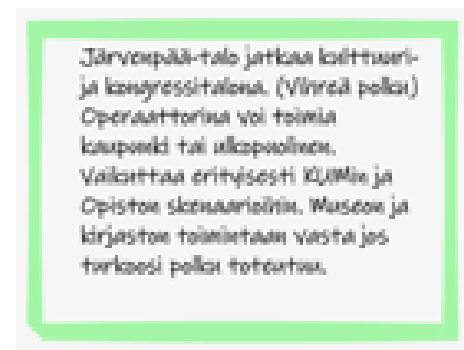 Järvenpää-talo jatkaa kulttuuri-
ja kongressitalona. (Vihreä polku)
Operaattorina voi toimia
kaupunki tai ulkopuolinen.
Vaikuttaa erityisesti KUMin ja
Opiston skenaarioihin. Museon ja
kirjaston toimintaan vasta jos
turkoosi polku toteutuu.